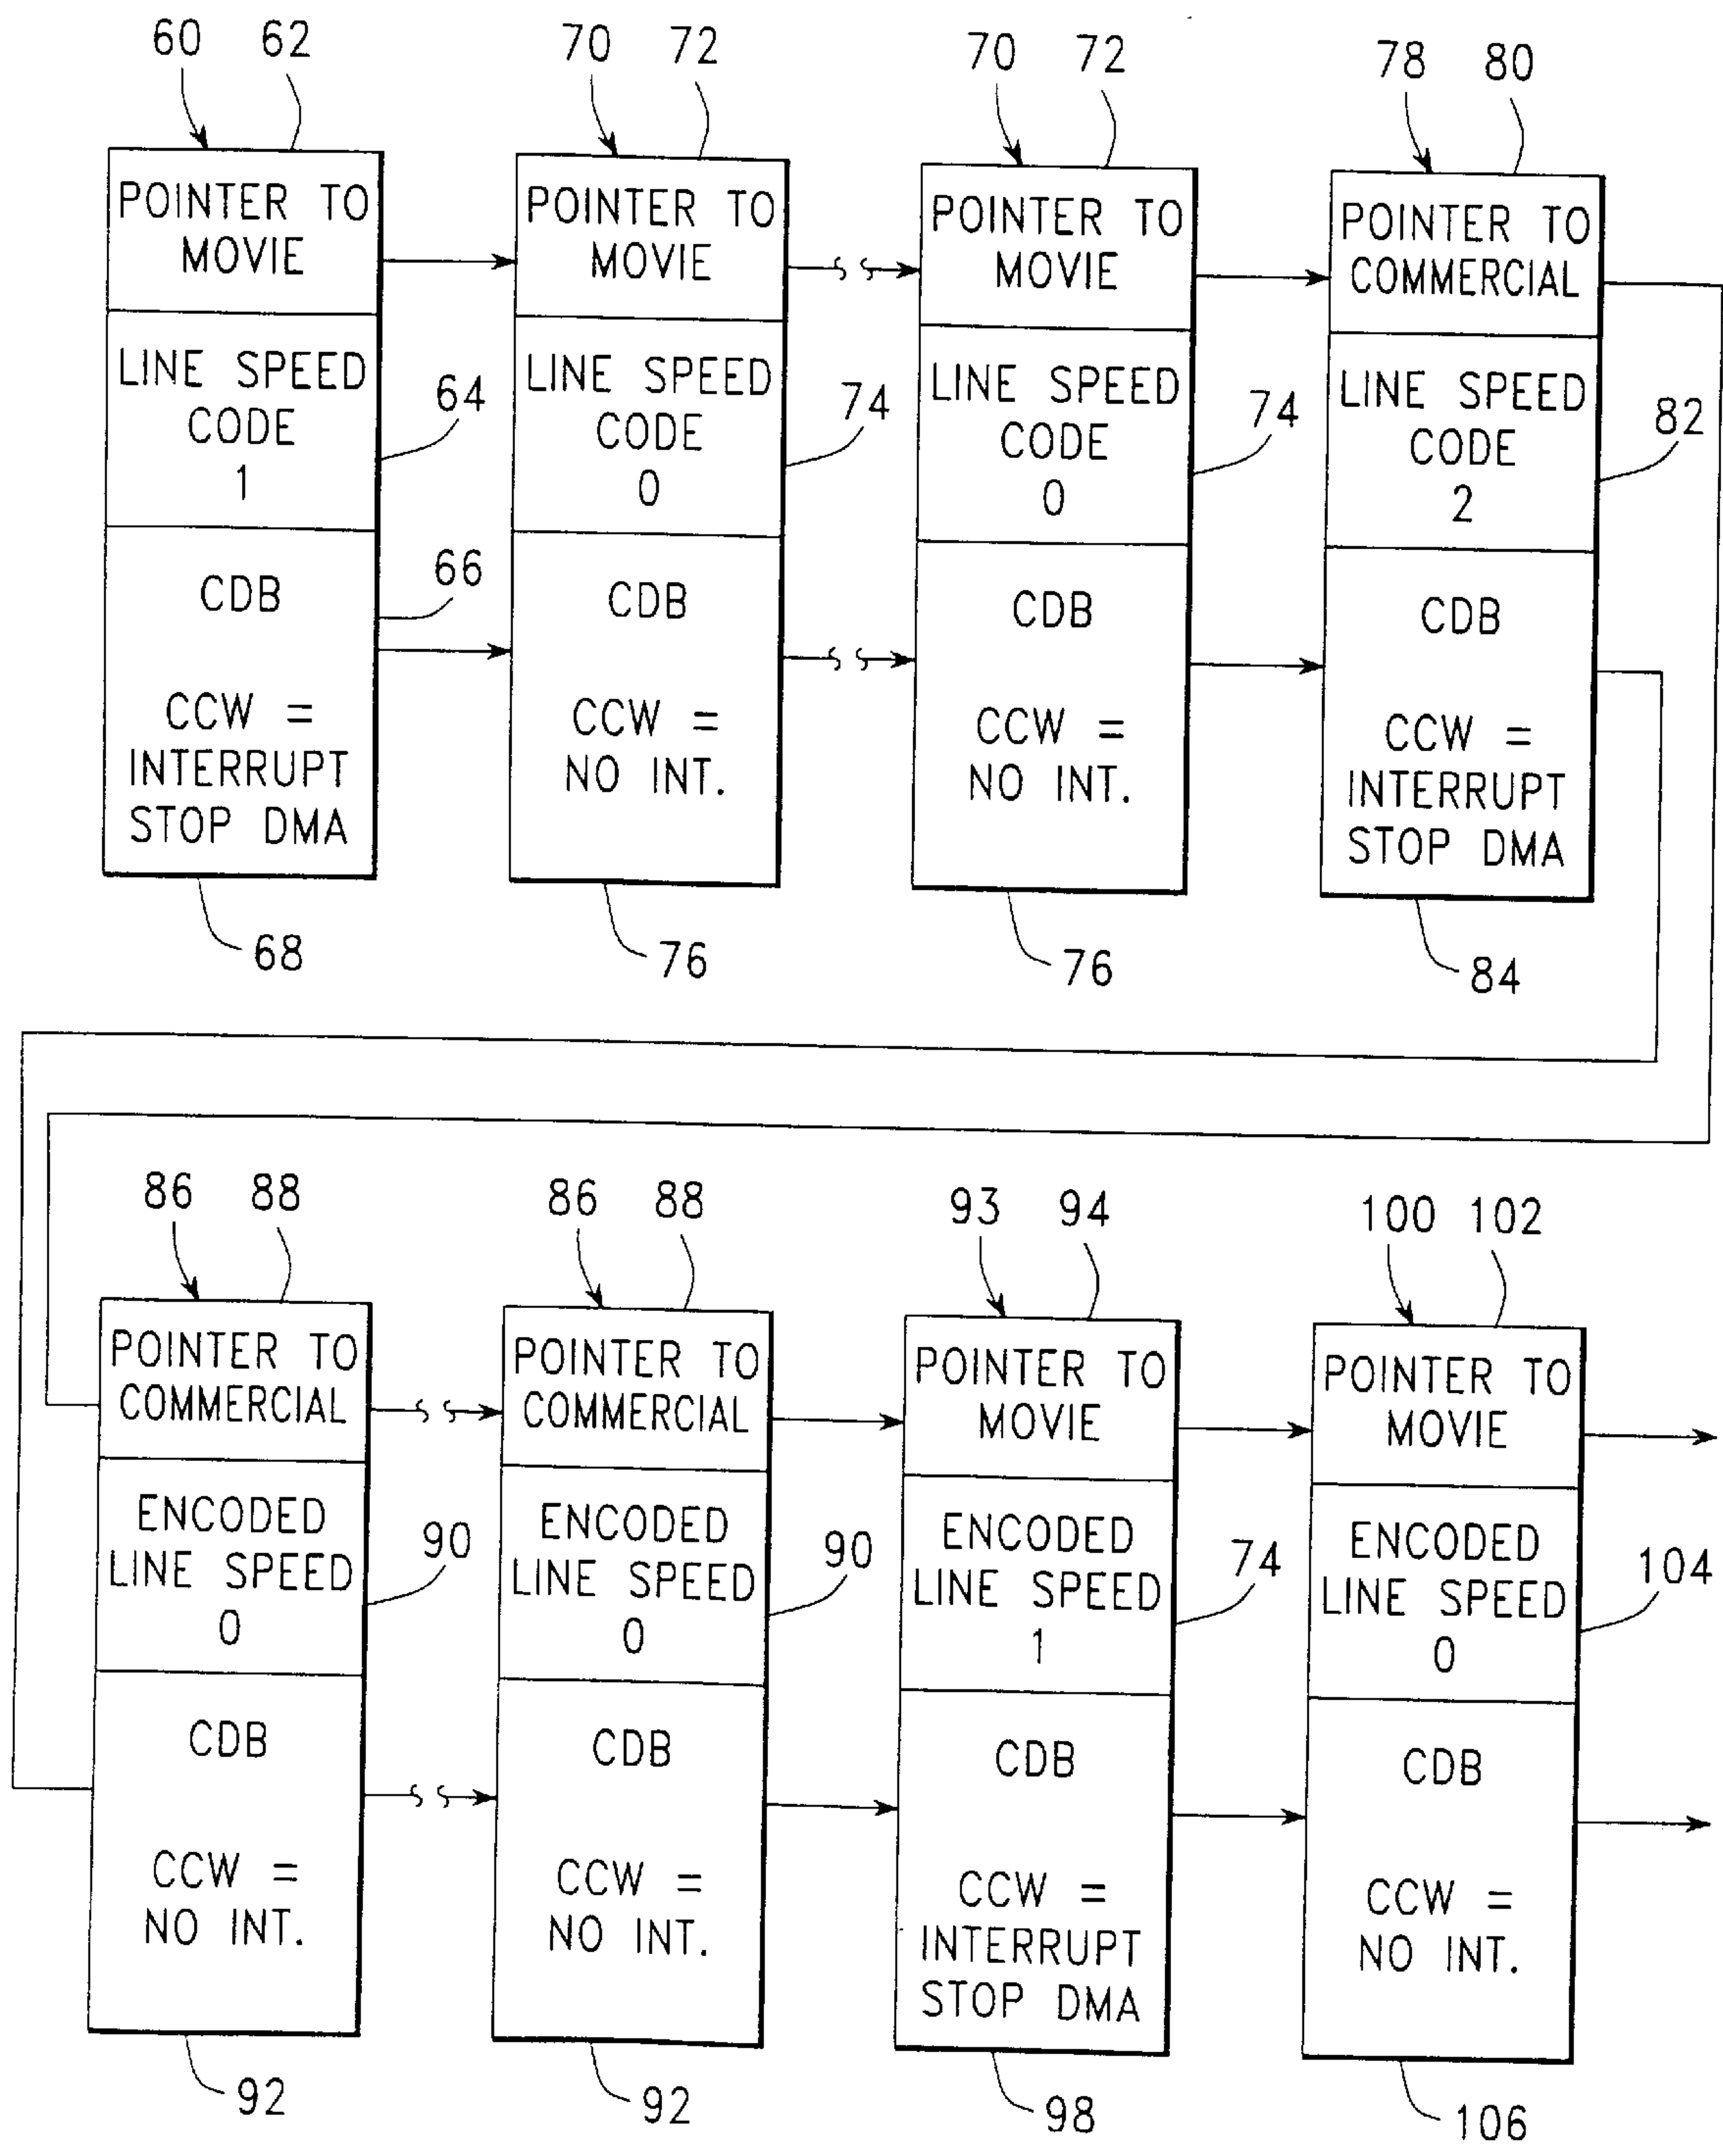 60 62 70 72 70 72 78 80
POINTER TO
MOVIE
LINE SPEED
CODE
1
64
CDB
66
CCW =
INTERRUPT
STOP DMA
68
POINTER TO
MOVIE
LINE SPEED
CODE
0
74
CDB
CCW =
NO INT.
76
POINTER TO
MOVIE
LINE SPEED
CODE
0
74
CDB
CCW =
NO INT.
76
POINTER TO
COMMERCIAL
LINE SPEED
CODE
2
82
CDB
CCW =
INTERRUPT
STOP DMA
84
86 88 86 88 93 94 100 102
POINTER TO
COMMERCIAL
ENCODED
LINE SPEED
0
90
CDB
CCW =
NO INT.
92
POINTER TO
COMMERCIAL
ENCODED
LINE SPEED
0
90
CDB
CCW =
NO INT.
92
POINTER TO
MOVIE
ENCODED
LINE SPEED
1
74
CDB
CCW =
INTERRUPT
STOP DMA
98
POINTER TO
MOVIE
ENCODED
LINE SPEED
0
104
CDB
CCW =
NO INT.
106